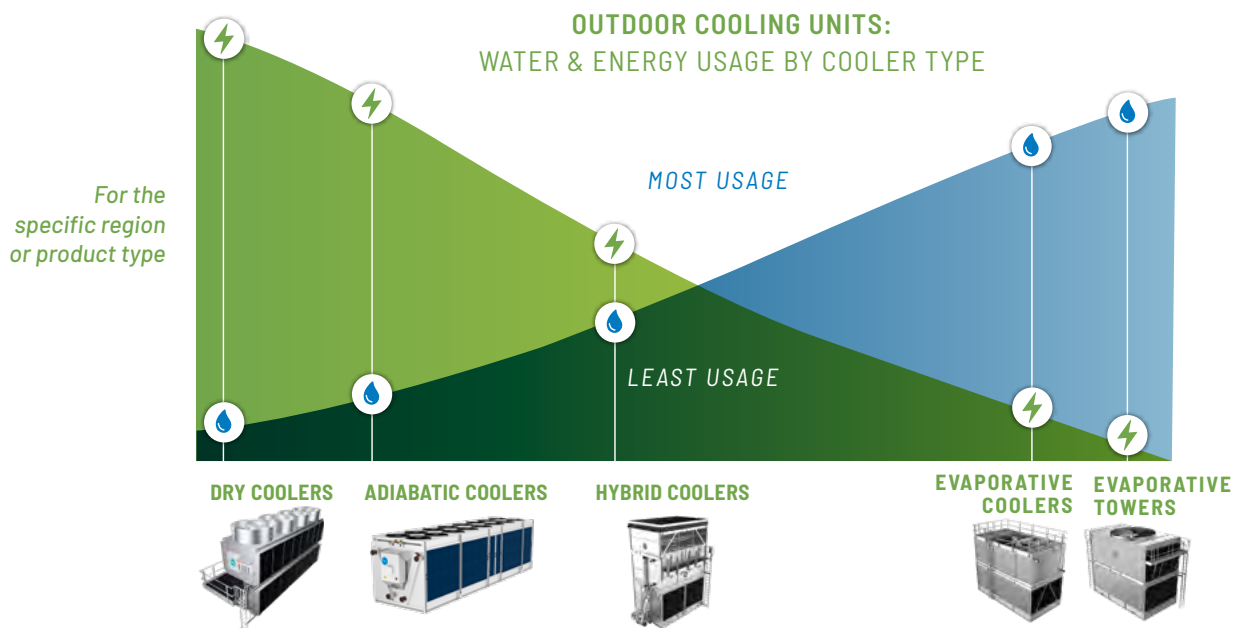 OUTDOOR COOLING UNITS:
WATER & ENERGY USAGE BY COOLER TYPE
For the
specific region
or product type
MOST USAGE
LEAST USAGE
DRY COOLERS
ADIABATIC COOLERS
HYBRID COOLERS
EVAPORATIVE
COOLERS
EVAPORATIVE
TOWERS